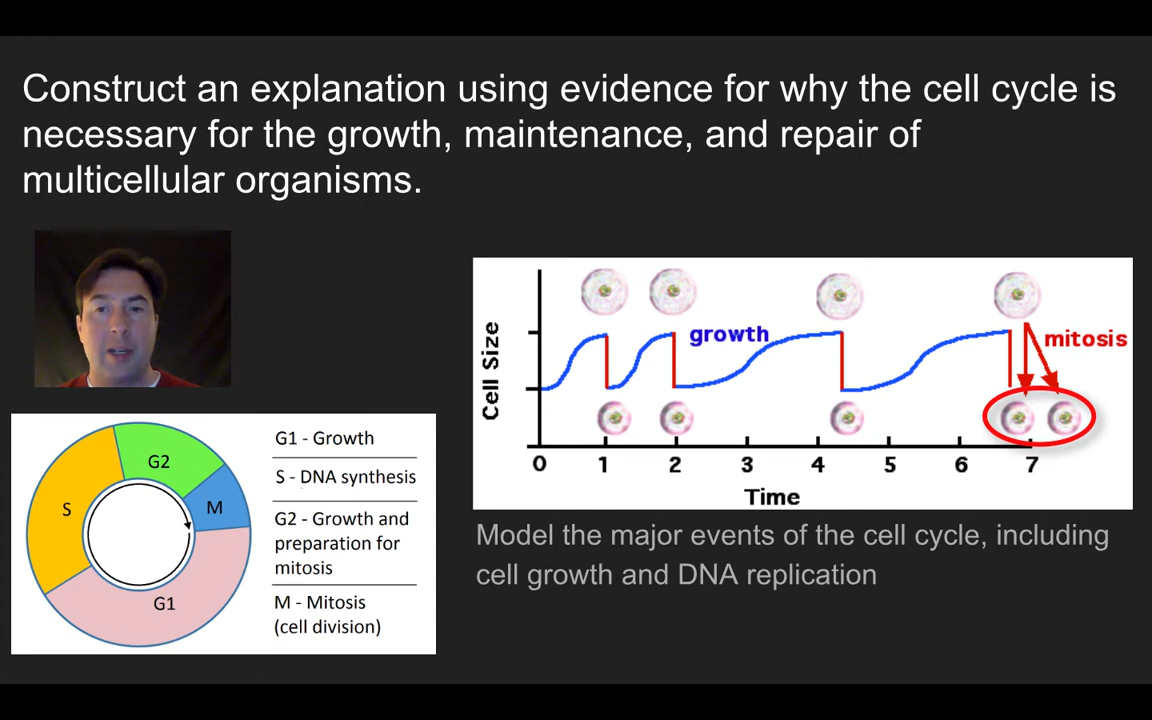 Construct an explanation using evidence for why the cell cycle is
necessary for the growth, maintenance, and repair of
multicellular organisms.
G2
S
M
G1
G1 - Growth
S - DNA synthesis
G2 - Growth and
preparation for
mitosis
M - Mitosis
(cell division)
Cell Size
growth
mitosis
0 1 2 3 4 5 6 7
Time
Model the major events of the cell cycle, including
cell growth and DNA replication